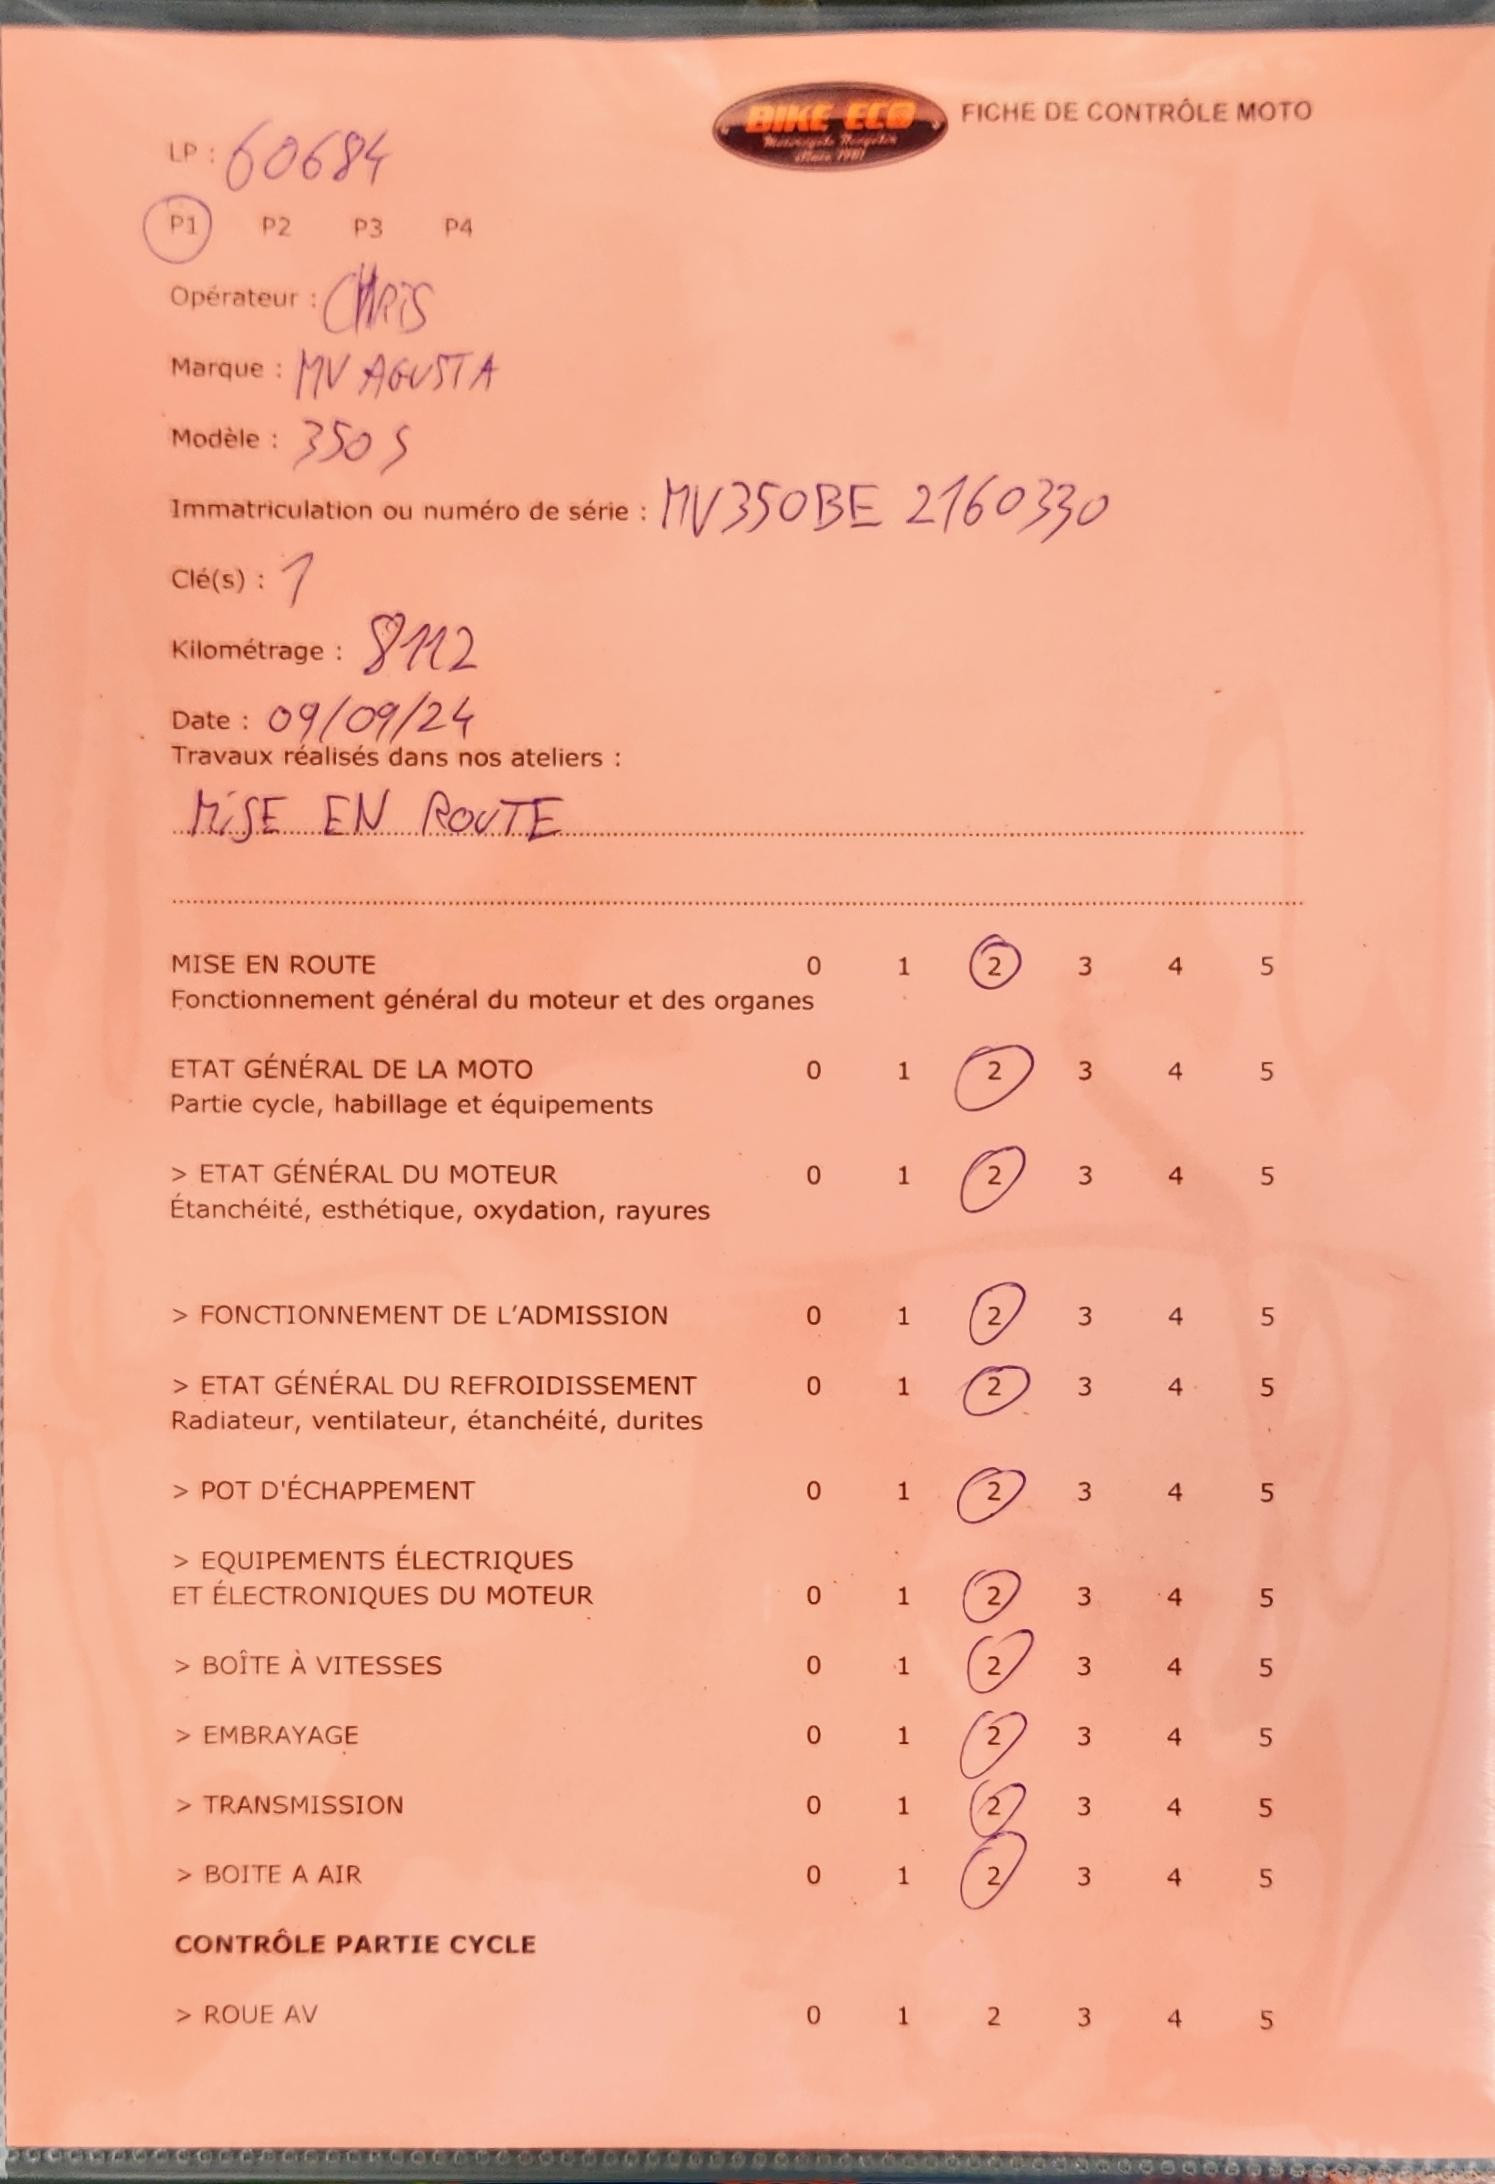 BIKE ECO
FICHE DE CONTRÔLE MOTO
LP : 60684
P1 P2 P3 P4
Opérateur : CHRIS
Marque : MV AGUSTA
Modèle : 350 S
Immatriculation ou numéro de série : MV350BE 2160330
Clé(s) : 1
Kilométrage : 8112
Date : 09/09/24
Travaux réalisés dans nos ateliers :
MISE EN ROUTE
MISE EN ROUTE 0 1 2 3 4 5
Fonctionnement général du moteur et des organes
ETAT GÉNÉRAL DE LA MOTO 0 1 2 3 4 5
Partie cycle, habillage et équipements
> ETAT GÉNÉRAL DU MOTEUR 0 1 2 3 4 5
Étanchéité, esthétique, oxydation, rayures
> FONCTIONNEMENT DE L'ADMISSION 0 1 2 3 4 5
> ETAT GÉNÉRAL DU REFROIDISSEMENT 0 1 2 3 4 5
Radiateur, ventilateur, étanchéité, durites
> POT D'ÉCHAPPEMENT 0 1 2 3 4 5
> EQUIPEMENTS ÉLECTRIQUES
ET ÉLECTRONIQUES DU MOTEUR 0 1 2 3 4 5
> BOÎTE À VITESSES 0 1 2 3 4 5
> EMBRAYAGE 0 1 2 3 4 5
> TRANSMISSION 0 1 2 3 4 5
> BOITE A AIR 0 1 2 3 4 5
CONTRÔLE PARTIE CYCLE
> ROUE AV 0 1 2 3 4 5